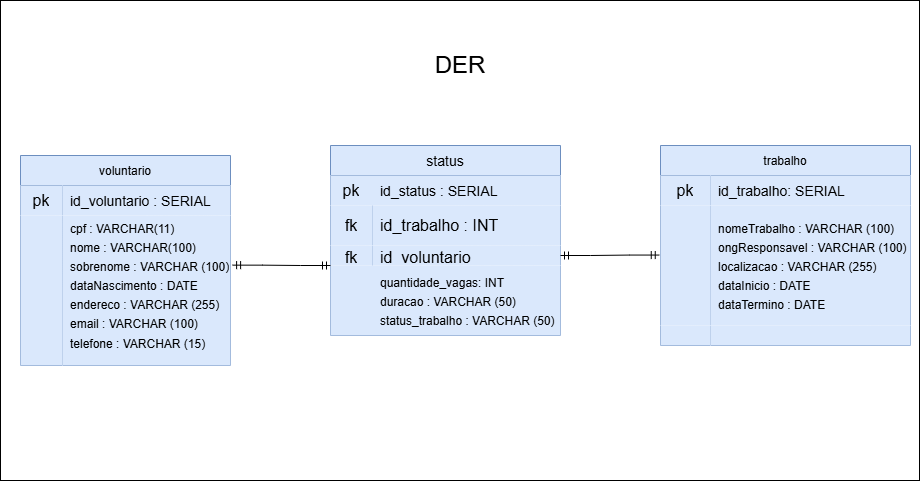 DER
voluntario
pk id_voluntario : SERIAL
cpf : VARCHAR(11)
nome : VARCHAR(100)
sobrenome : VARCHAR (100)
dataNascimento : DATE
endereco : VARCHAR (255)
email : VARCHAR (100)
telefone : VARCHAR (15)
status
pk id_status : SERIAL
fk id_trabalho : INT
fk id_voluntario
quantidade_vagas: INT
duracao : VARCHAR (50)
status_trabalho : VARCHAR (50)
trabalho
pk id_trabalho: SERIAL
nomeTrabalho : VARCHAR (100)
ongResponsavel : VARCHAR (100)
localizacao : VARCHAR (255)
dataInicio : DATE
dataTermino : DATE